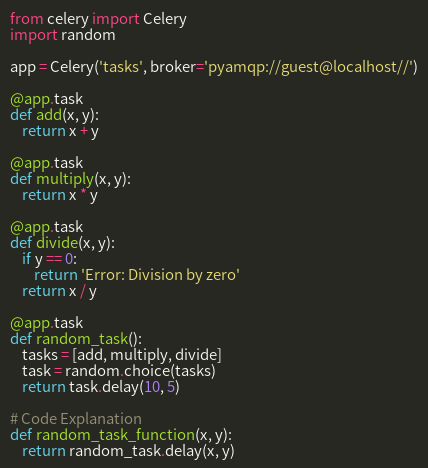 from celery import Celery
import random

app = Celery('tasks', broker='pyamqp://guest@localhost//')

@app.task
def add(x, y):
    return x + y

@app.task
def multiply(x, y):
    return x * y

@app.task
def divide(x, y):
    if y == 0:
        return 'Error: Division by zero'
    return x / y

@app.task
def random_task():
    tasks = [add, multiply, divide]
    task = random.choice(tasks)
    return task.delay(10, 5)

# Code Explanation
def random_task_function(x, y):
    return random_task.delay(x, y)